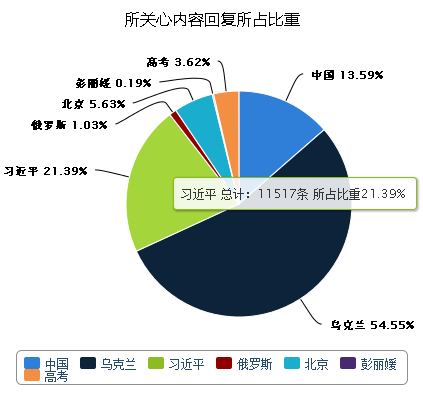 所关心内容回复所占比重
高考 3.62%
中国 13.59%
彭丽媛 0.19%
北京 5.63%
俄罗斯 1.03%
习近平 21.39%
习近平 总计：11517条 所占比重21.39%
乌克兰 54.55%
中国 乌克兰 习近平 俄罗斯 北京 彭丽媛
高考